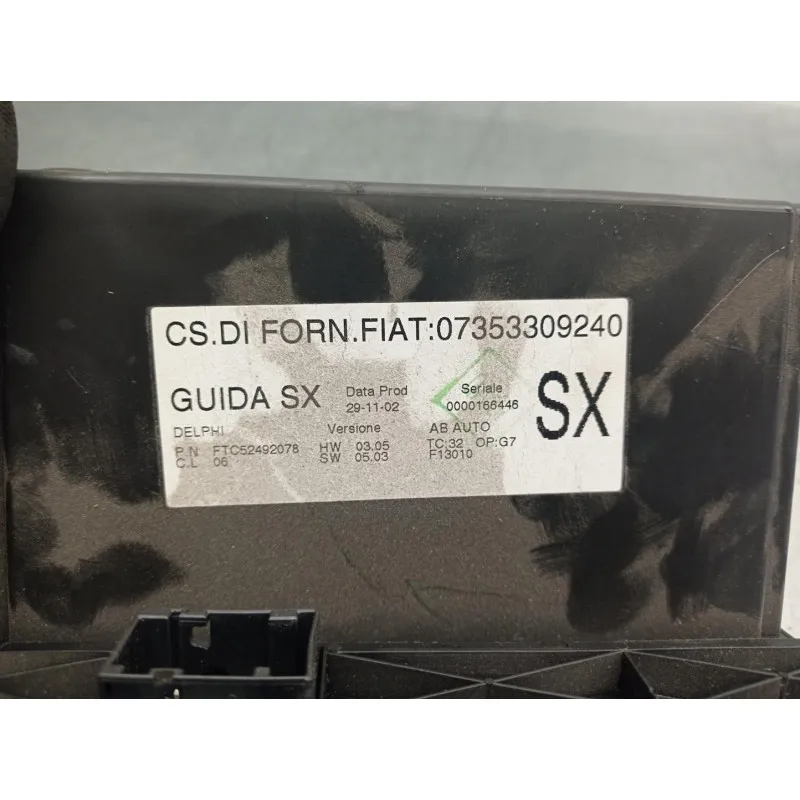 CS.DI FORN.FIAT:07353309240
GUIDA SX
Data Prod
29-11-02
Seriale
0000166446
SX
DELPHI
Versione
AB AUTO
P.N FTC52492078
HW 03.05
TC:32 OP:G7
C.L 06
SW 05.03
F13010